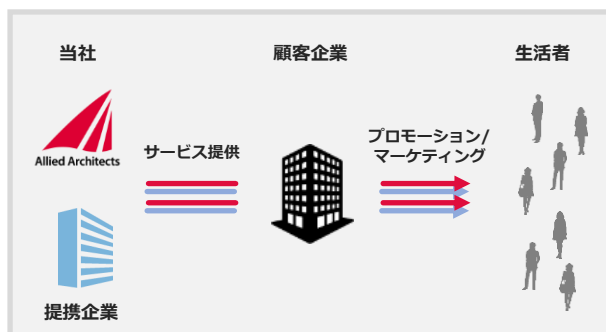 当社
顧客企業
生活者
Allied Architects
サービス提供
プロモーション/
マーケティング
提携企業